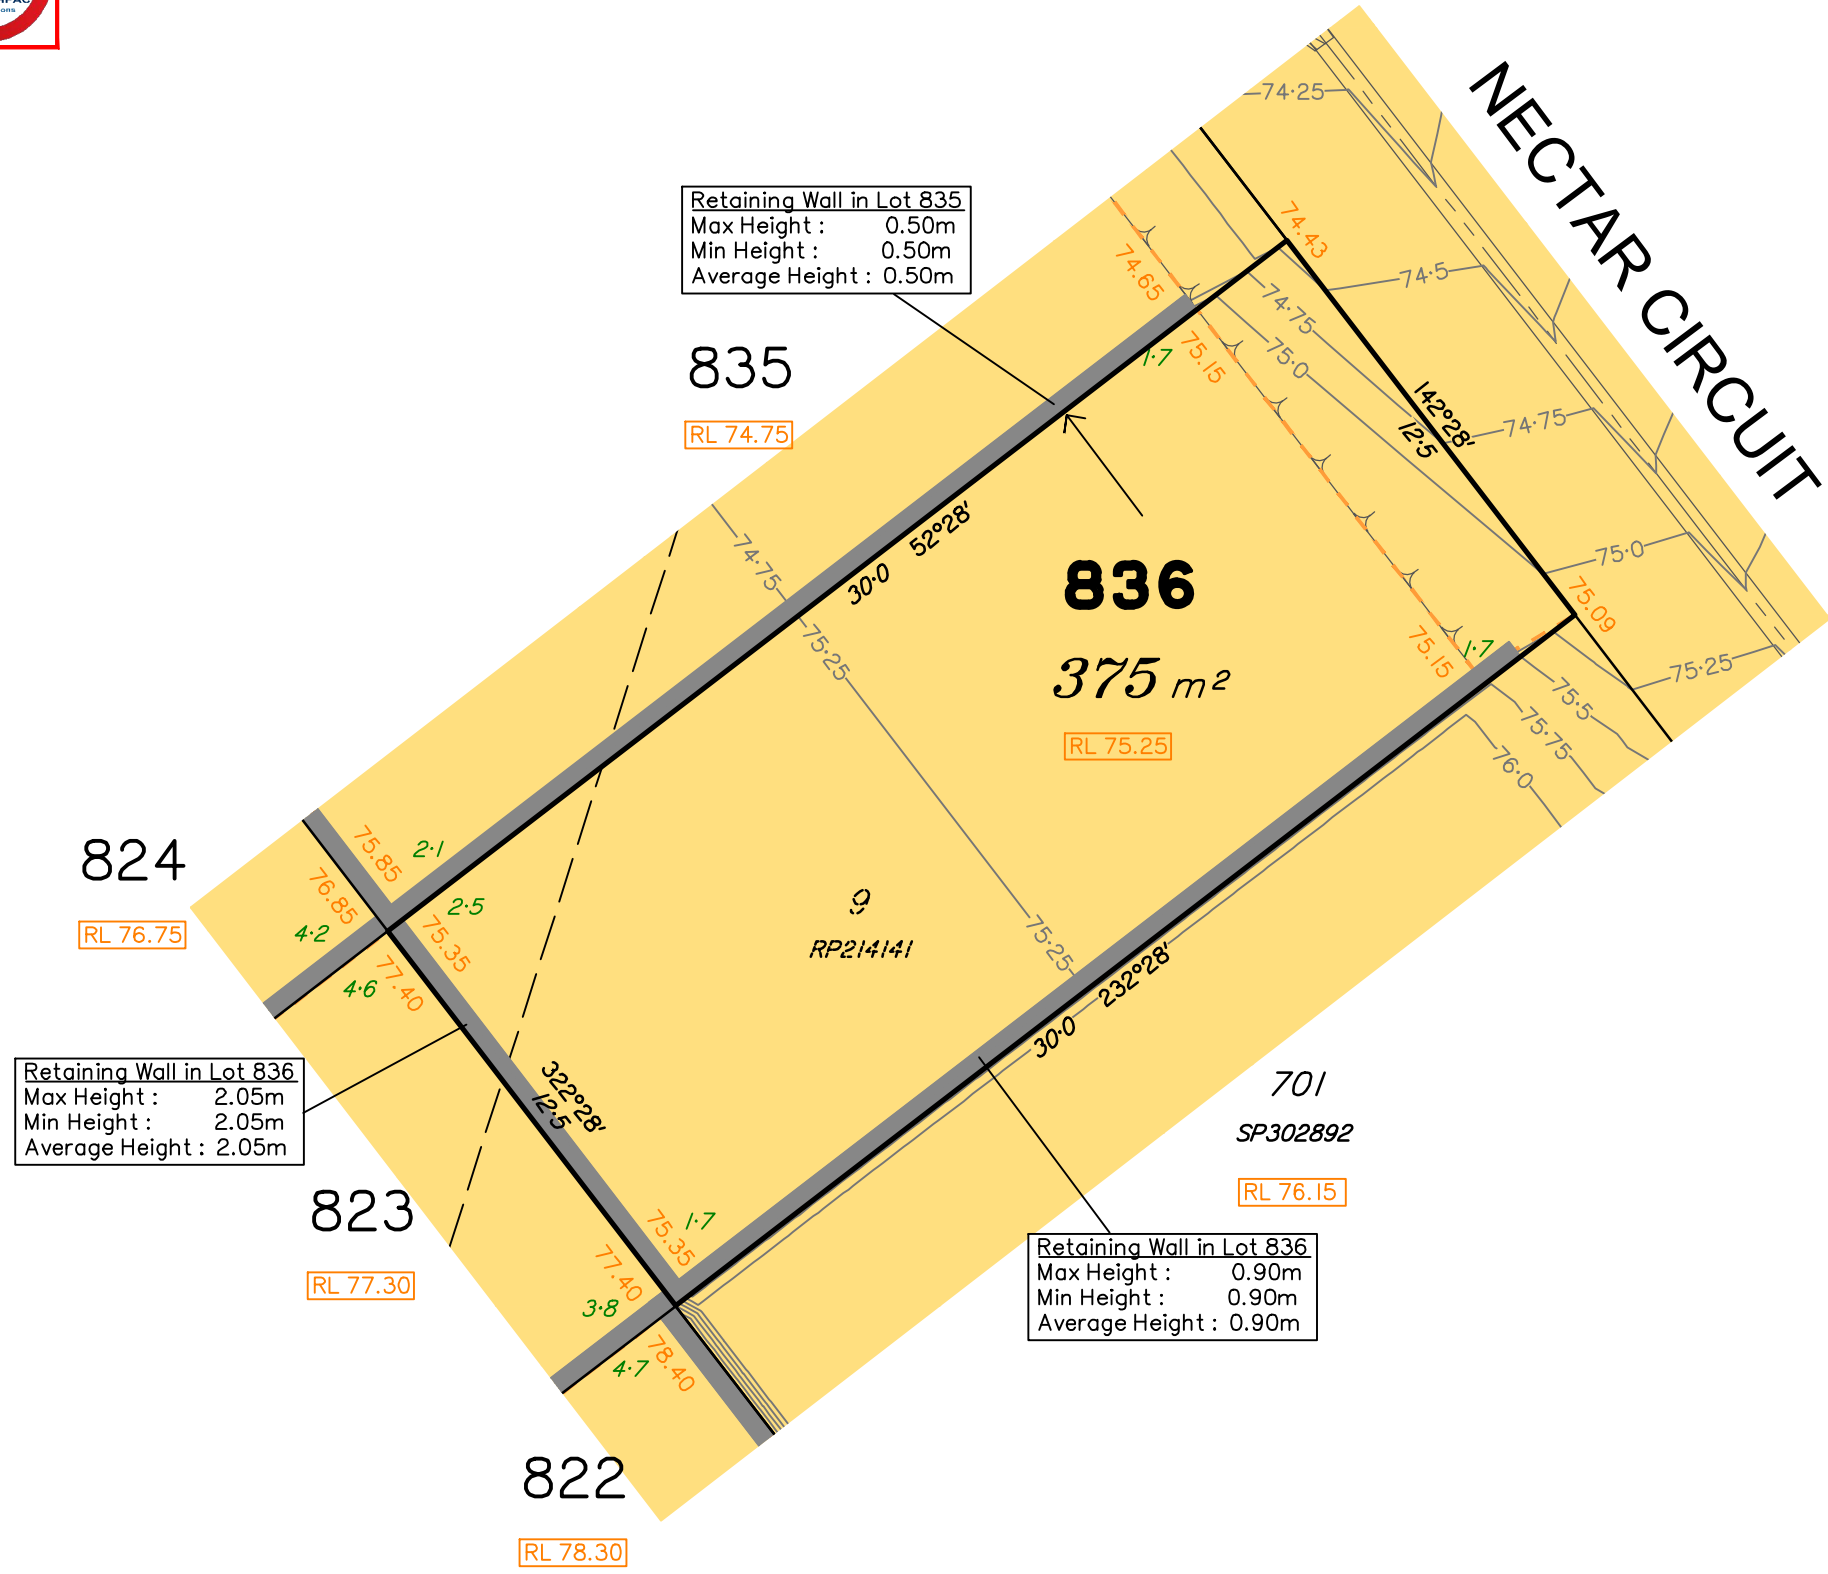 NECTAR CIRCUIT
74·25
74.43
74·5
74.65
74·75
75·0
75.15
1·7
142°28'
12·5
74·75
75·0
75.09
75·25
75·5
75·75
76·0
75.15
1·7
Retaining Wall in Lot 835
Max Height : 0.50m
Min Height : 0.50m
Average Height : 0.50m
835
RL 74.75
52°28'
30·0
74·75
75·25
75·25
836
375 m²
RL 75.25
824
RL 76.75
75.85
2·1
76.85
4·2
2·5
75.35
77.40
4·6
9
RP214141
232°28'
30·0
322°28'
12·5
Retaining Wall in Lot 836
Max Height : 2.05m
Min Height : 2.05m
Average Height : 2.05m
701
SP302892
RL 76.15
823
RL 77.30
75.35
1·7
77.40
3·8
78.40
4·7
Retaining Wall in Lot 836
Max Height : 0.90m
Min Height : 0.90m
Average Height : 0.90m
822
RL 78.30